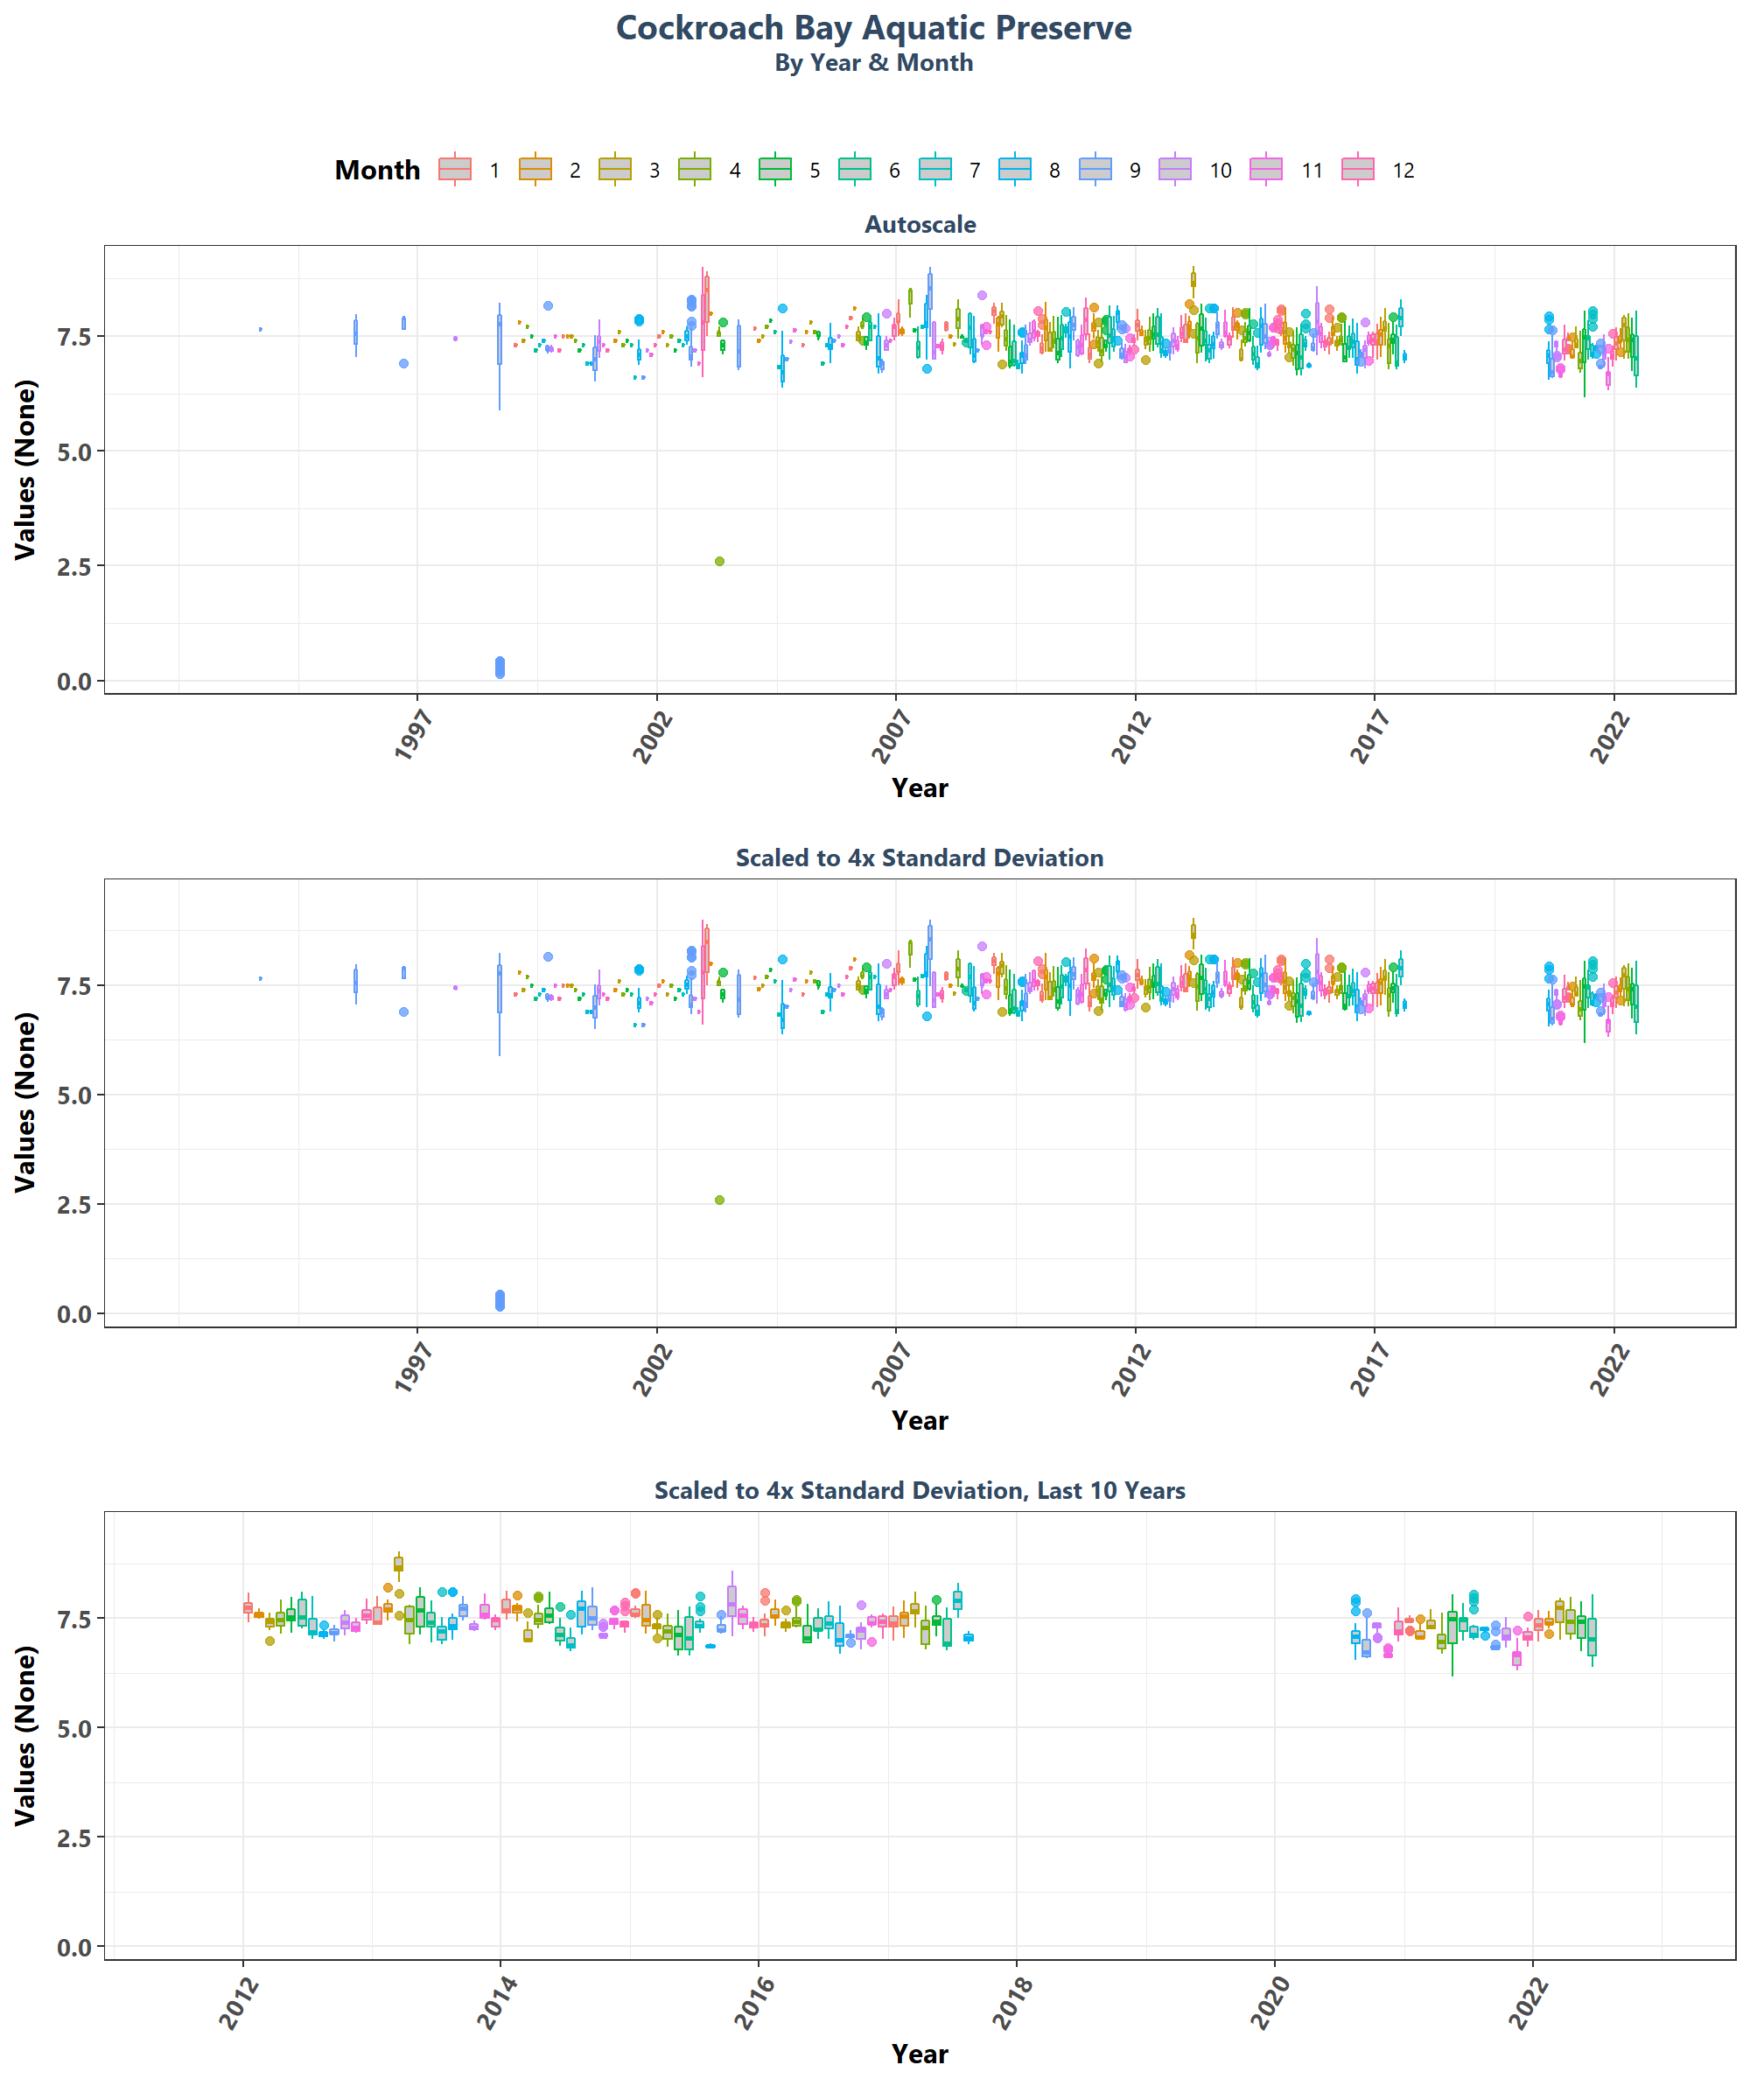 Cockroach Bay Aquatic Preserve
By Year & Month
Month 1 2 3 4 5 6 7 8 9 10 11 12
Autoscale
Values (None)
7.5
5.0
2.5
0.0
1997 2002 2007 2012 2017 2022
Year
Scaled to 4x Standard Deviation
Values (None)
7.5
5.0
2.5
0.0
1997 2002 2007 2012 2017 2022
Year
Scaled to 4x Standard Deviation, Last 10 Years
Values (None)
7.5
5.0
2.5
0.0
2012 2014 2016 2018 2020 2022
Year